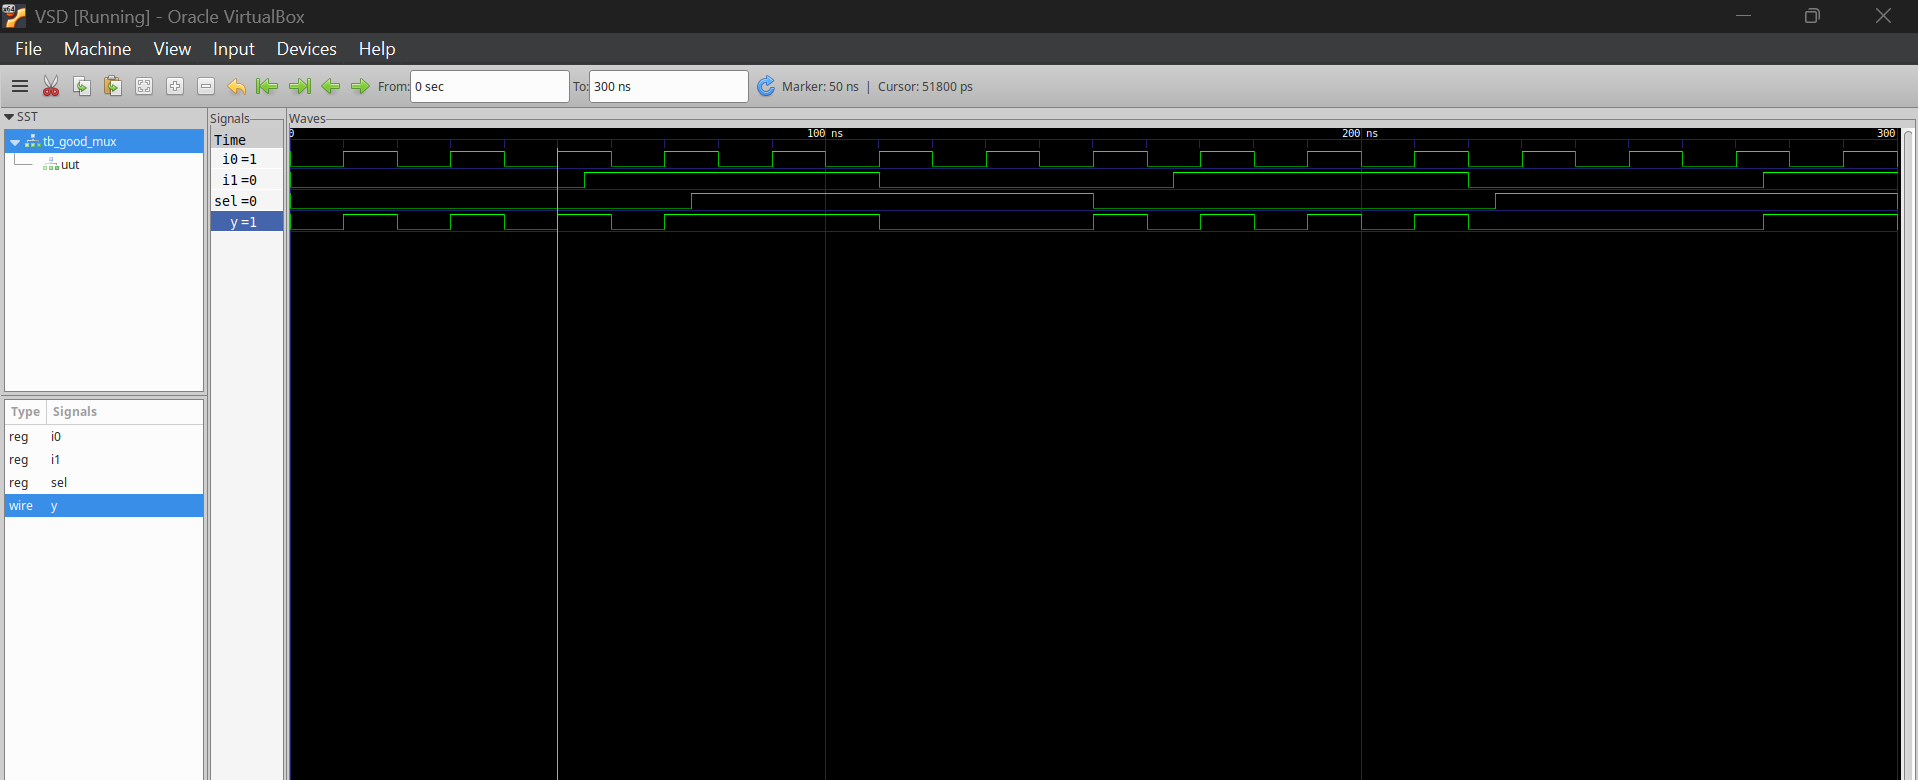 x64
VSD [Running] - Oracle VirtualBox
File Machine View Input Devices Help
From: 0 sec To: 300 ns Marker: 50 ns | Cursor: 51800 ps
SST
tb_good_mux
uut
Type Signals
reg i0
reg i1
reg sel
wire y
Signals
Time
i0=1
i1=0
sel=0
y=1
Waves
0 100 ns 200 ns 300